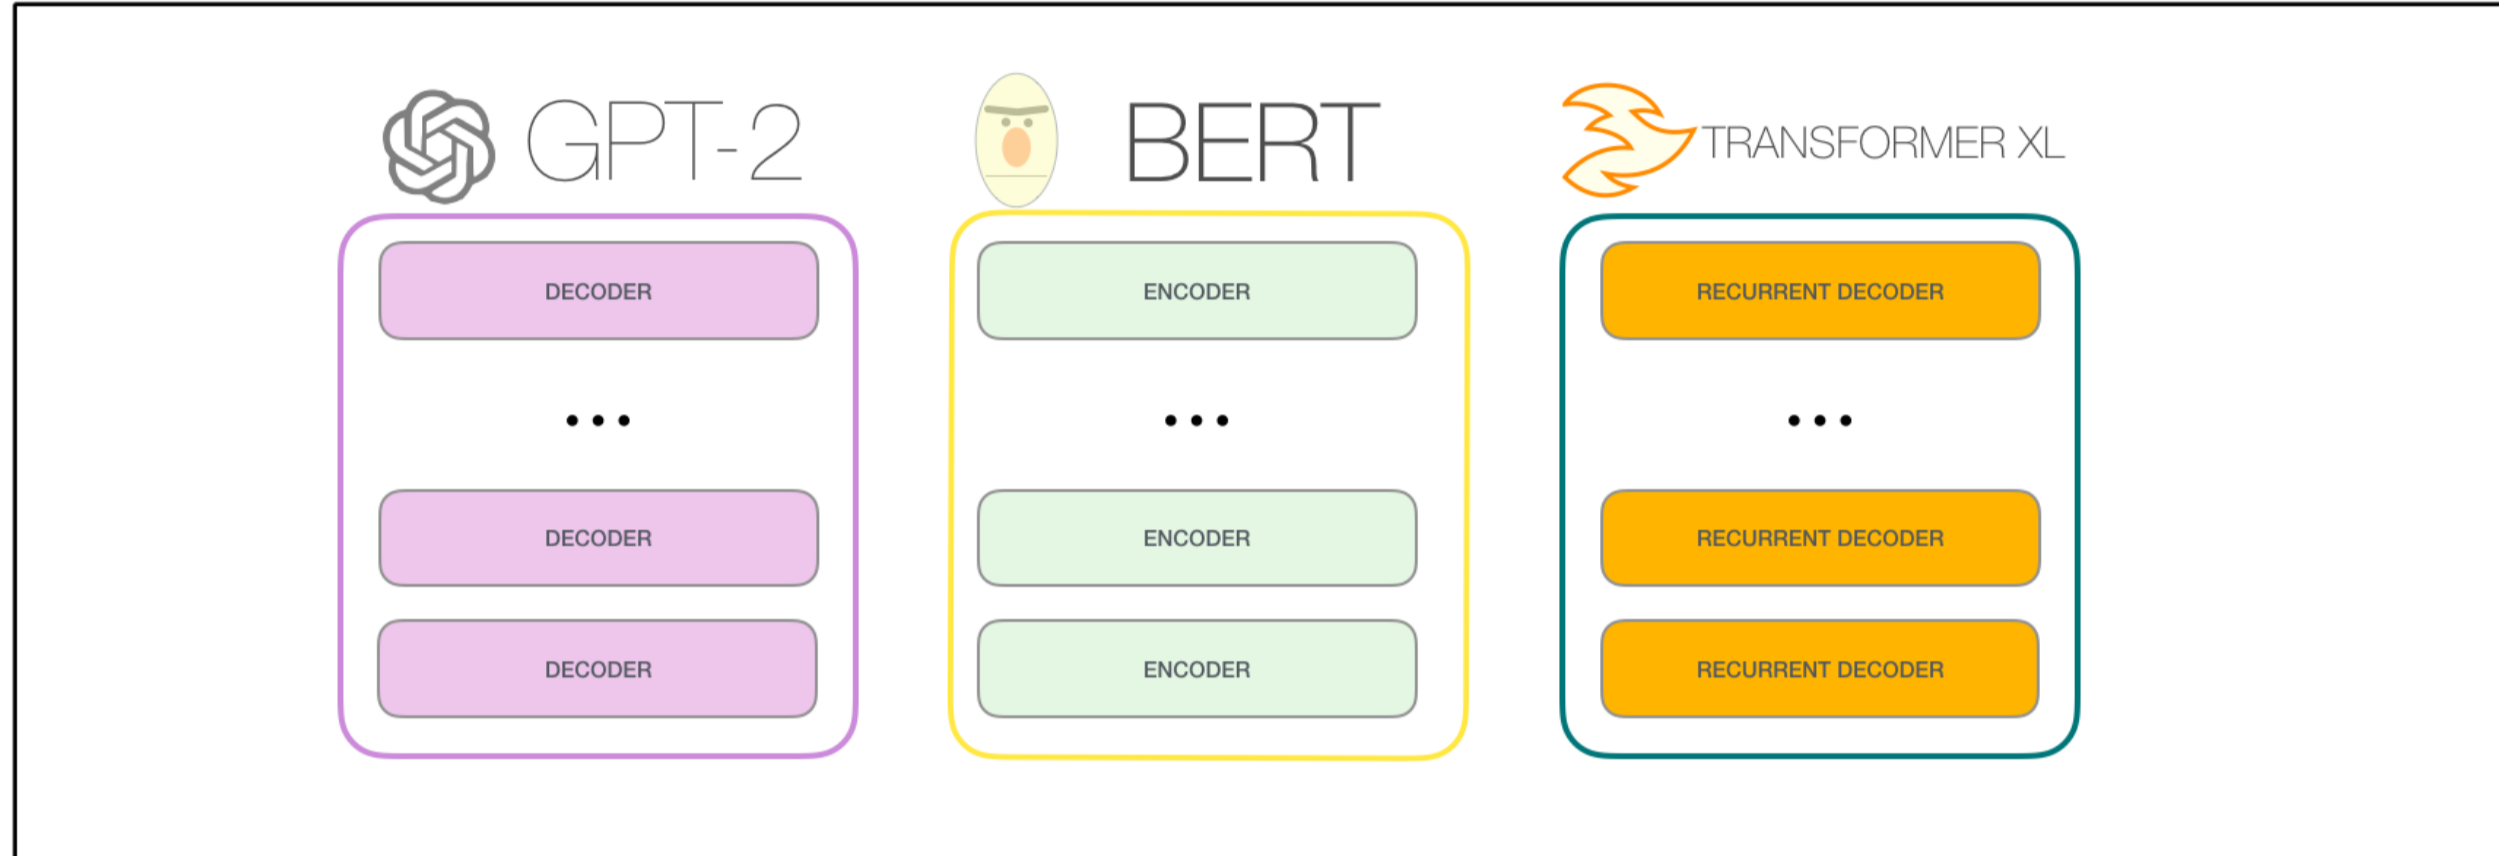 GPT-2
BERT
TRANSFORMER XL
DECODER
ENCODER
RECURRENT DECODER
...
...
...
DECODER
ENCODER
RECURRENT DECODER
DECODER
ENCODER
RECURRENT DECODER